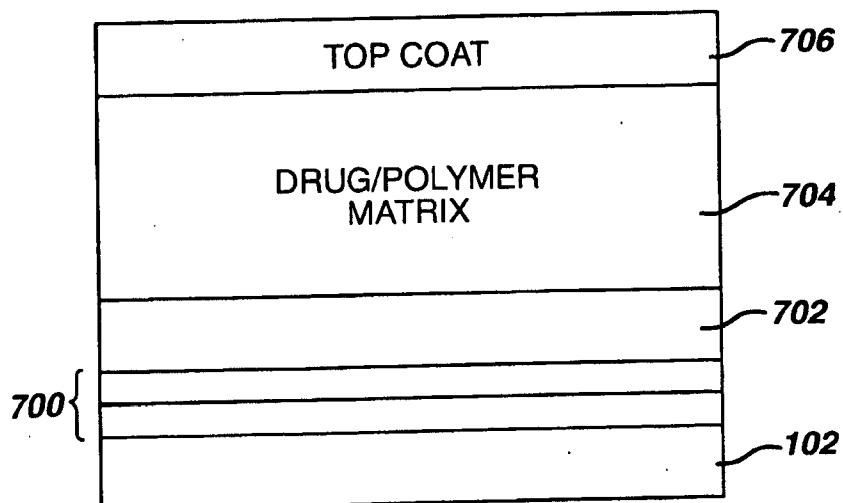 TOP COAT
706
DRUG/POLYMER
MATRIX
704
702
700
102